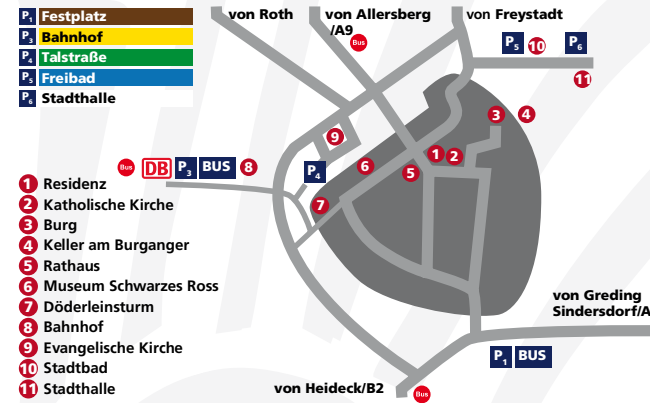 P1 Festplatz
P3 Bahnhof
P4 Talstraße
P5 Freibad
P6 Stadthalle
von Roth
von Allersberg
/A9
Bus
von Freystadt
P5 10 P6
11
3 4
9
1 2
6
5
Bus DB P3 BUS 8
P4
7
1 Residenz
2 Katholische Kirche
3 Burg
4 Keller am Burganger
5 Rathaus
6 Museum Schwarzes Ross
7 Döderleinsturm
8 Bahnhof
9 Evangelische Kirche
10 Stadtbad
11 Stadthalle
von Greding
Sindersdorf/A
P1 BUS
von Heideck/B2
Bus